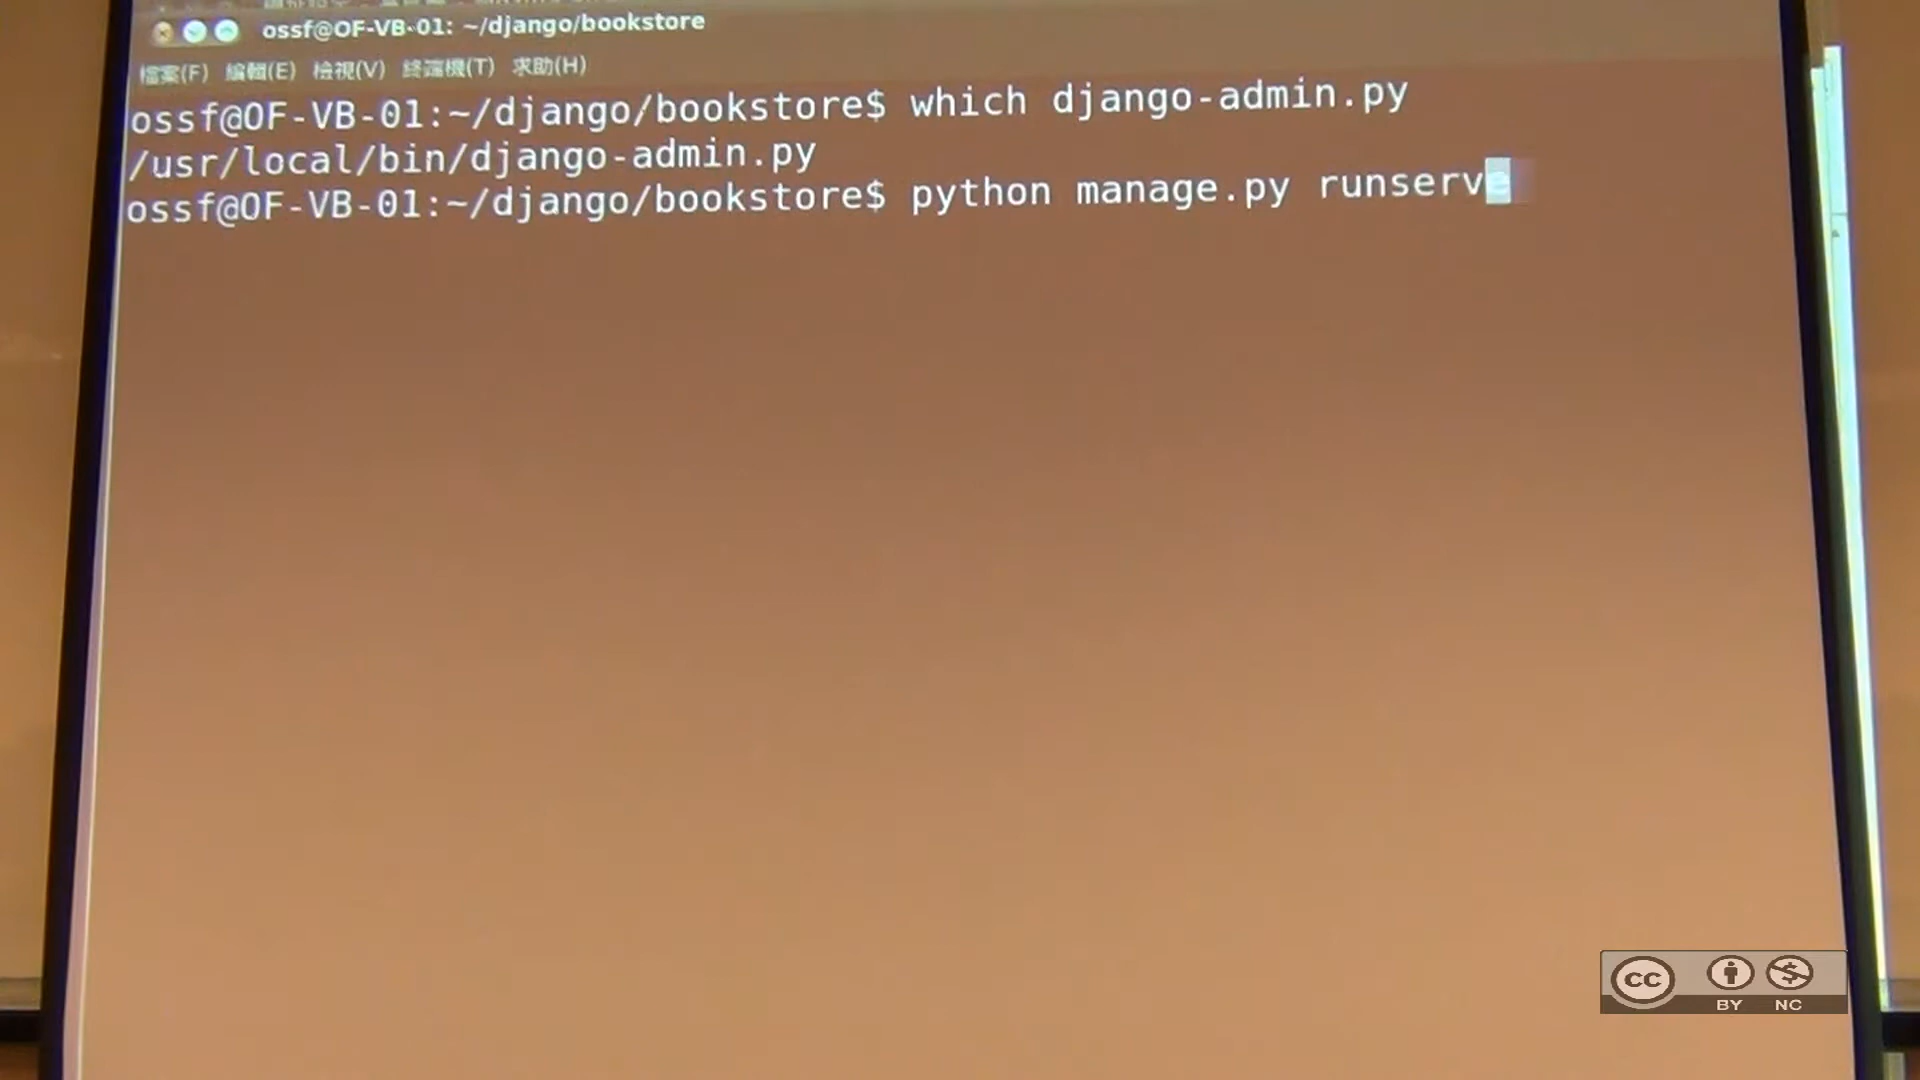 ossf@OF-VB-01: ~/django/bookstore
檔案(F) 編輯(E) 檢視(V) 終端機(T) 求助(H)
ossf@OF-VB-01:~/django/bookstore$ which django-admin.py
/usr/local/bin/django-admin.py
ossf@OF-VB-01:~/django/bookstore$ python manage.py runserve
CC BY NC